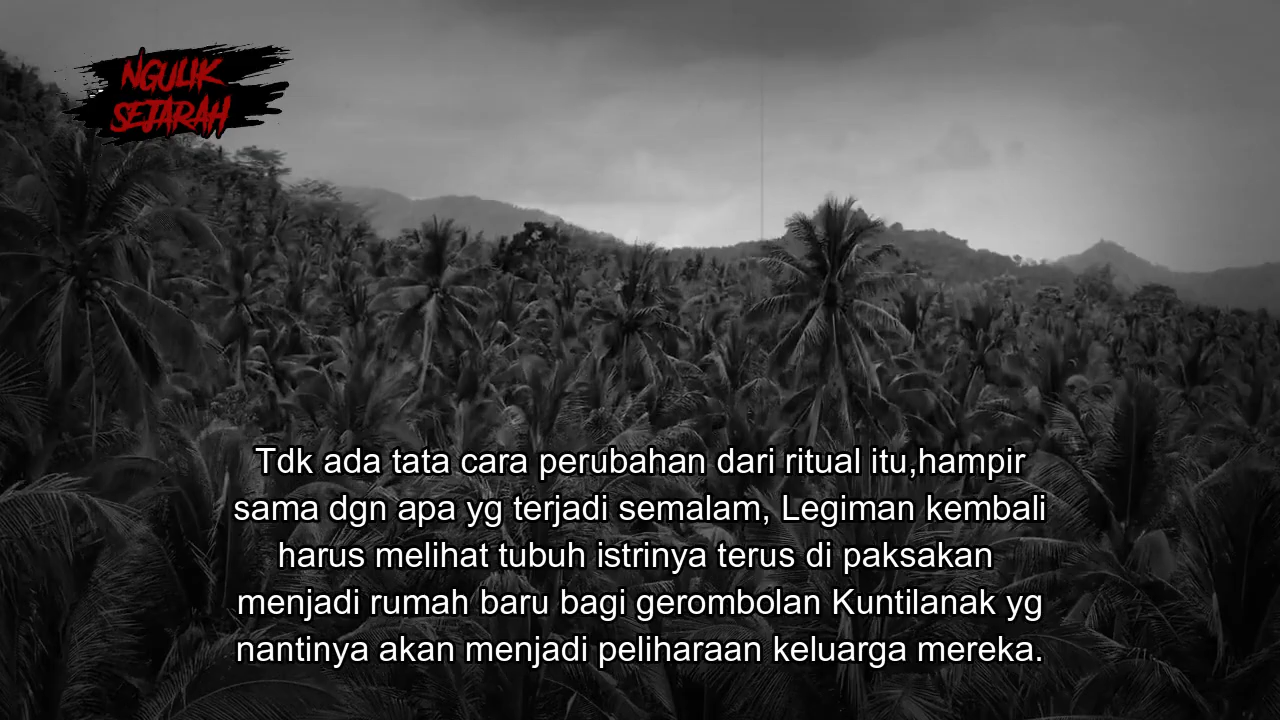 NGULIK
SEJARAH
Tdk ada tata cara perubahan dari ritual itu,hampir
sama dgn apa yg terjadi semalam, Legiman kembali
harus melihat tubuh istrinya terus di paksakan
menjadi rumah baru bagi gerombolan Kuntilanak yg
nantinya akan menjadi peliharaan keluarga mereka.